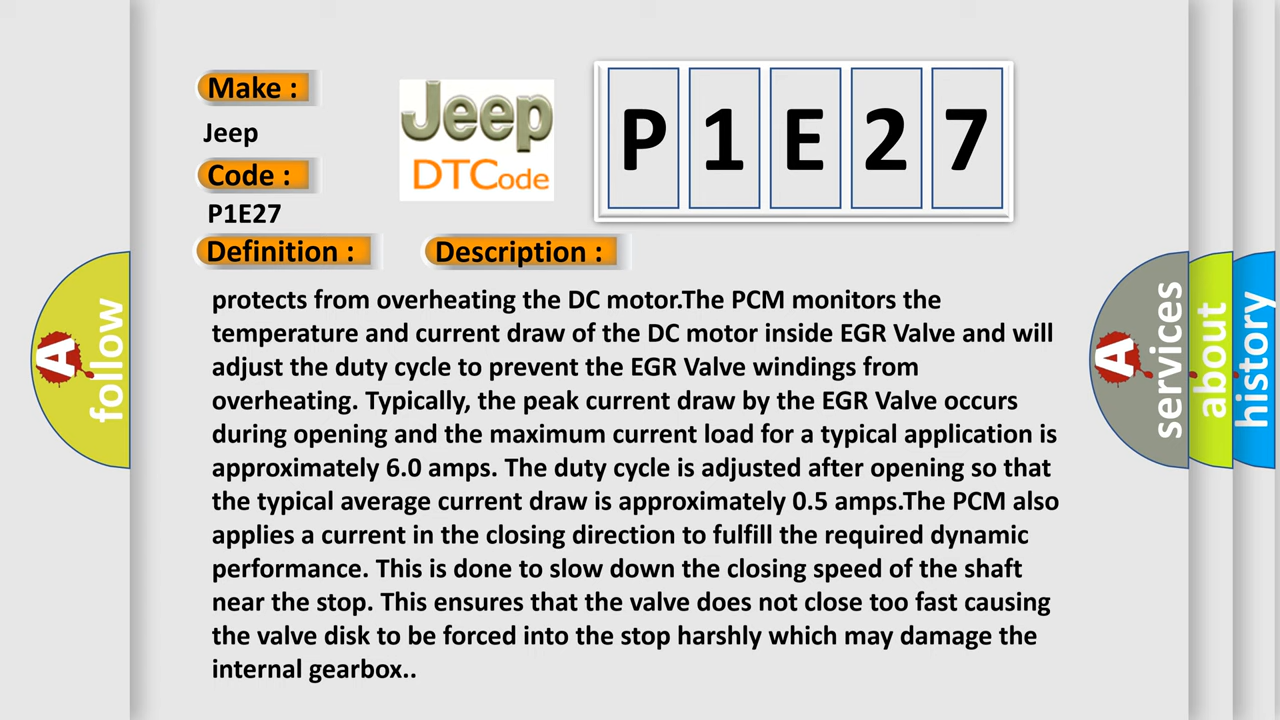 Make :
Jeep
Code :
P1E27
Jeep
DTCode
P1E27
Definition :
Description :
protects from overheating the DC motor.The PCM monitors the
temperature and current draw of the DC motor inside EGR Valve and will
adjust the duty cycle to prevent the EGR Valve windings from
overheating. Typically, the peak current draw by the EGR Valve occurs
during opening and the maximum current load for a typical application is
approximately 6.0 amps. The duty cycle is adjusted after opening so that
the typical average current draw is approximately 0.5 amps.The PCM also
applies a current in the closing direction to fulfill the required dynamic
performance. This is done to slow down the closing speed of the shaft
near the stop. This ensures that the valve does not close too fast causing
the valve disk to be forced into the stop harshly which may damage the
internal gearbox..
A
follow
A
services
about
history